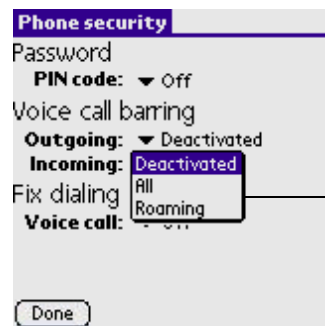 Phone security
Password
PIN code: Off
Voice call barring
Outgoing: Deactivated
Incoming: Deactivated
All
Roaming
Fix dialing
Voice call:
Done